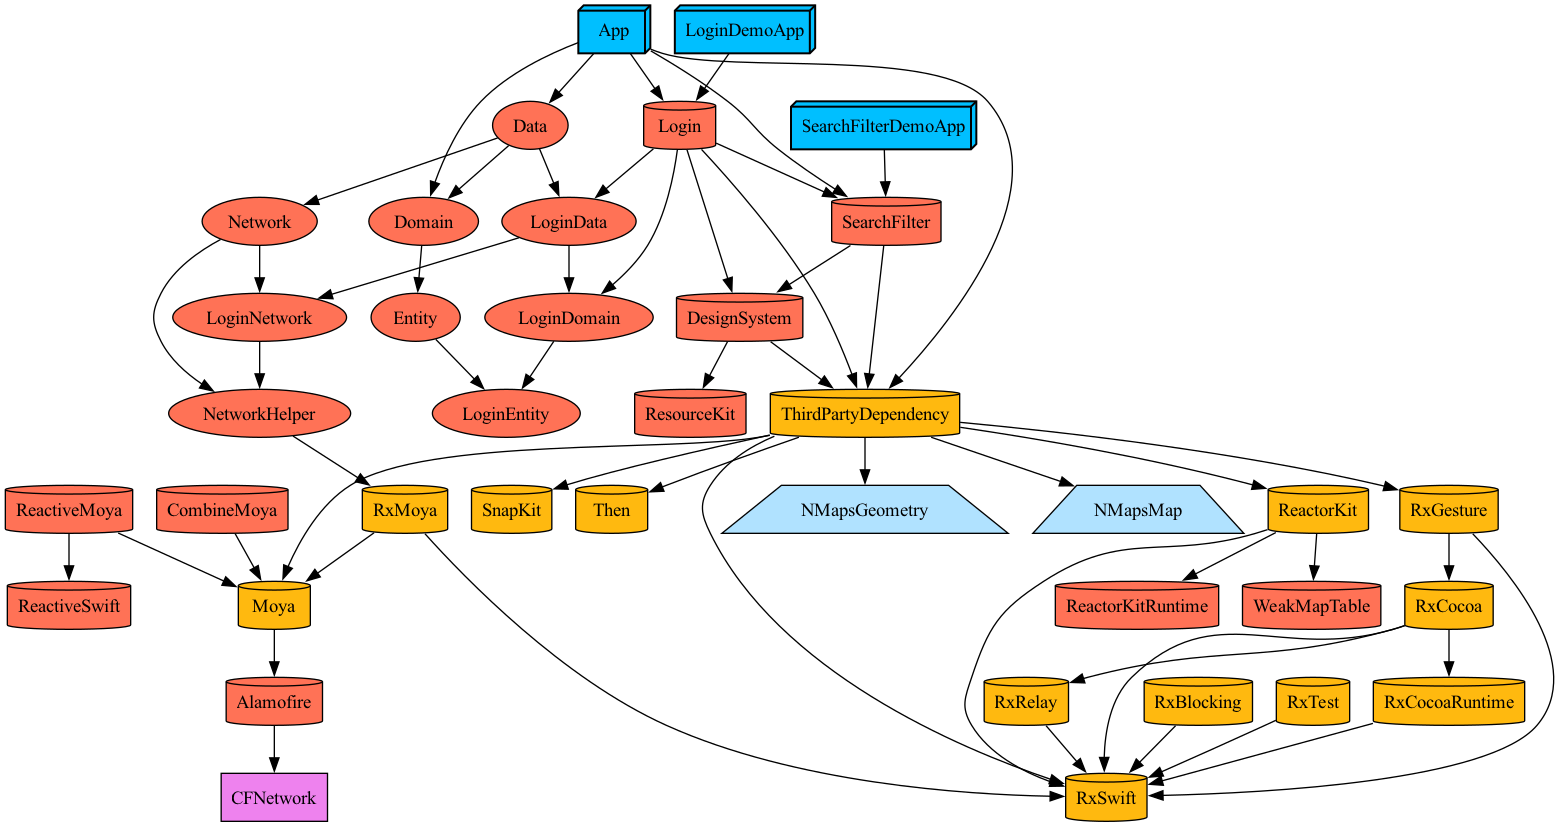 App
LoginDemoApp
Data
Login
SearchFilterDemoApp
Network
Domain
LoginData
SearchFilter
LoginNetwork
Entity
LoginDomain
DesignSystem
NetworkHelper
LoginEntity
ResourceKit
ThirdPartyDependency
ReactiveMoya
CombineMoya
RxMoya
SnapKit
Then
NMapsGeometry
NMapsMap
ReactorKit
RxGesture
ReactiveSwift
Moya
ReactorKitRuntime
WeakMapTable
RxCocoa
Alamofire
RxRelay
RxBlocking
RxTest
RxCocoaRuntime
CFNetwork
RxSwift